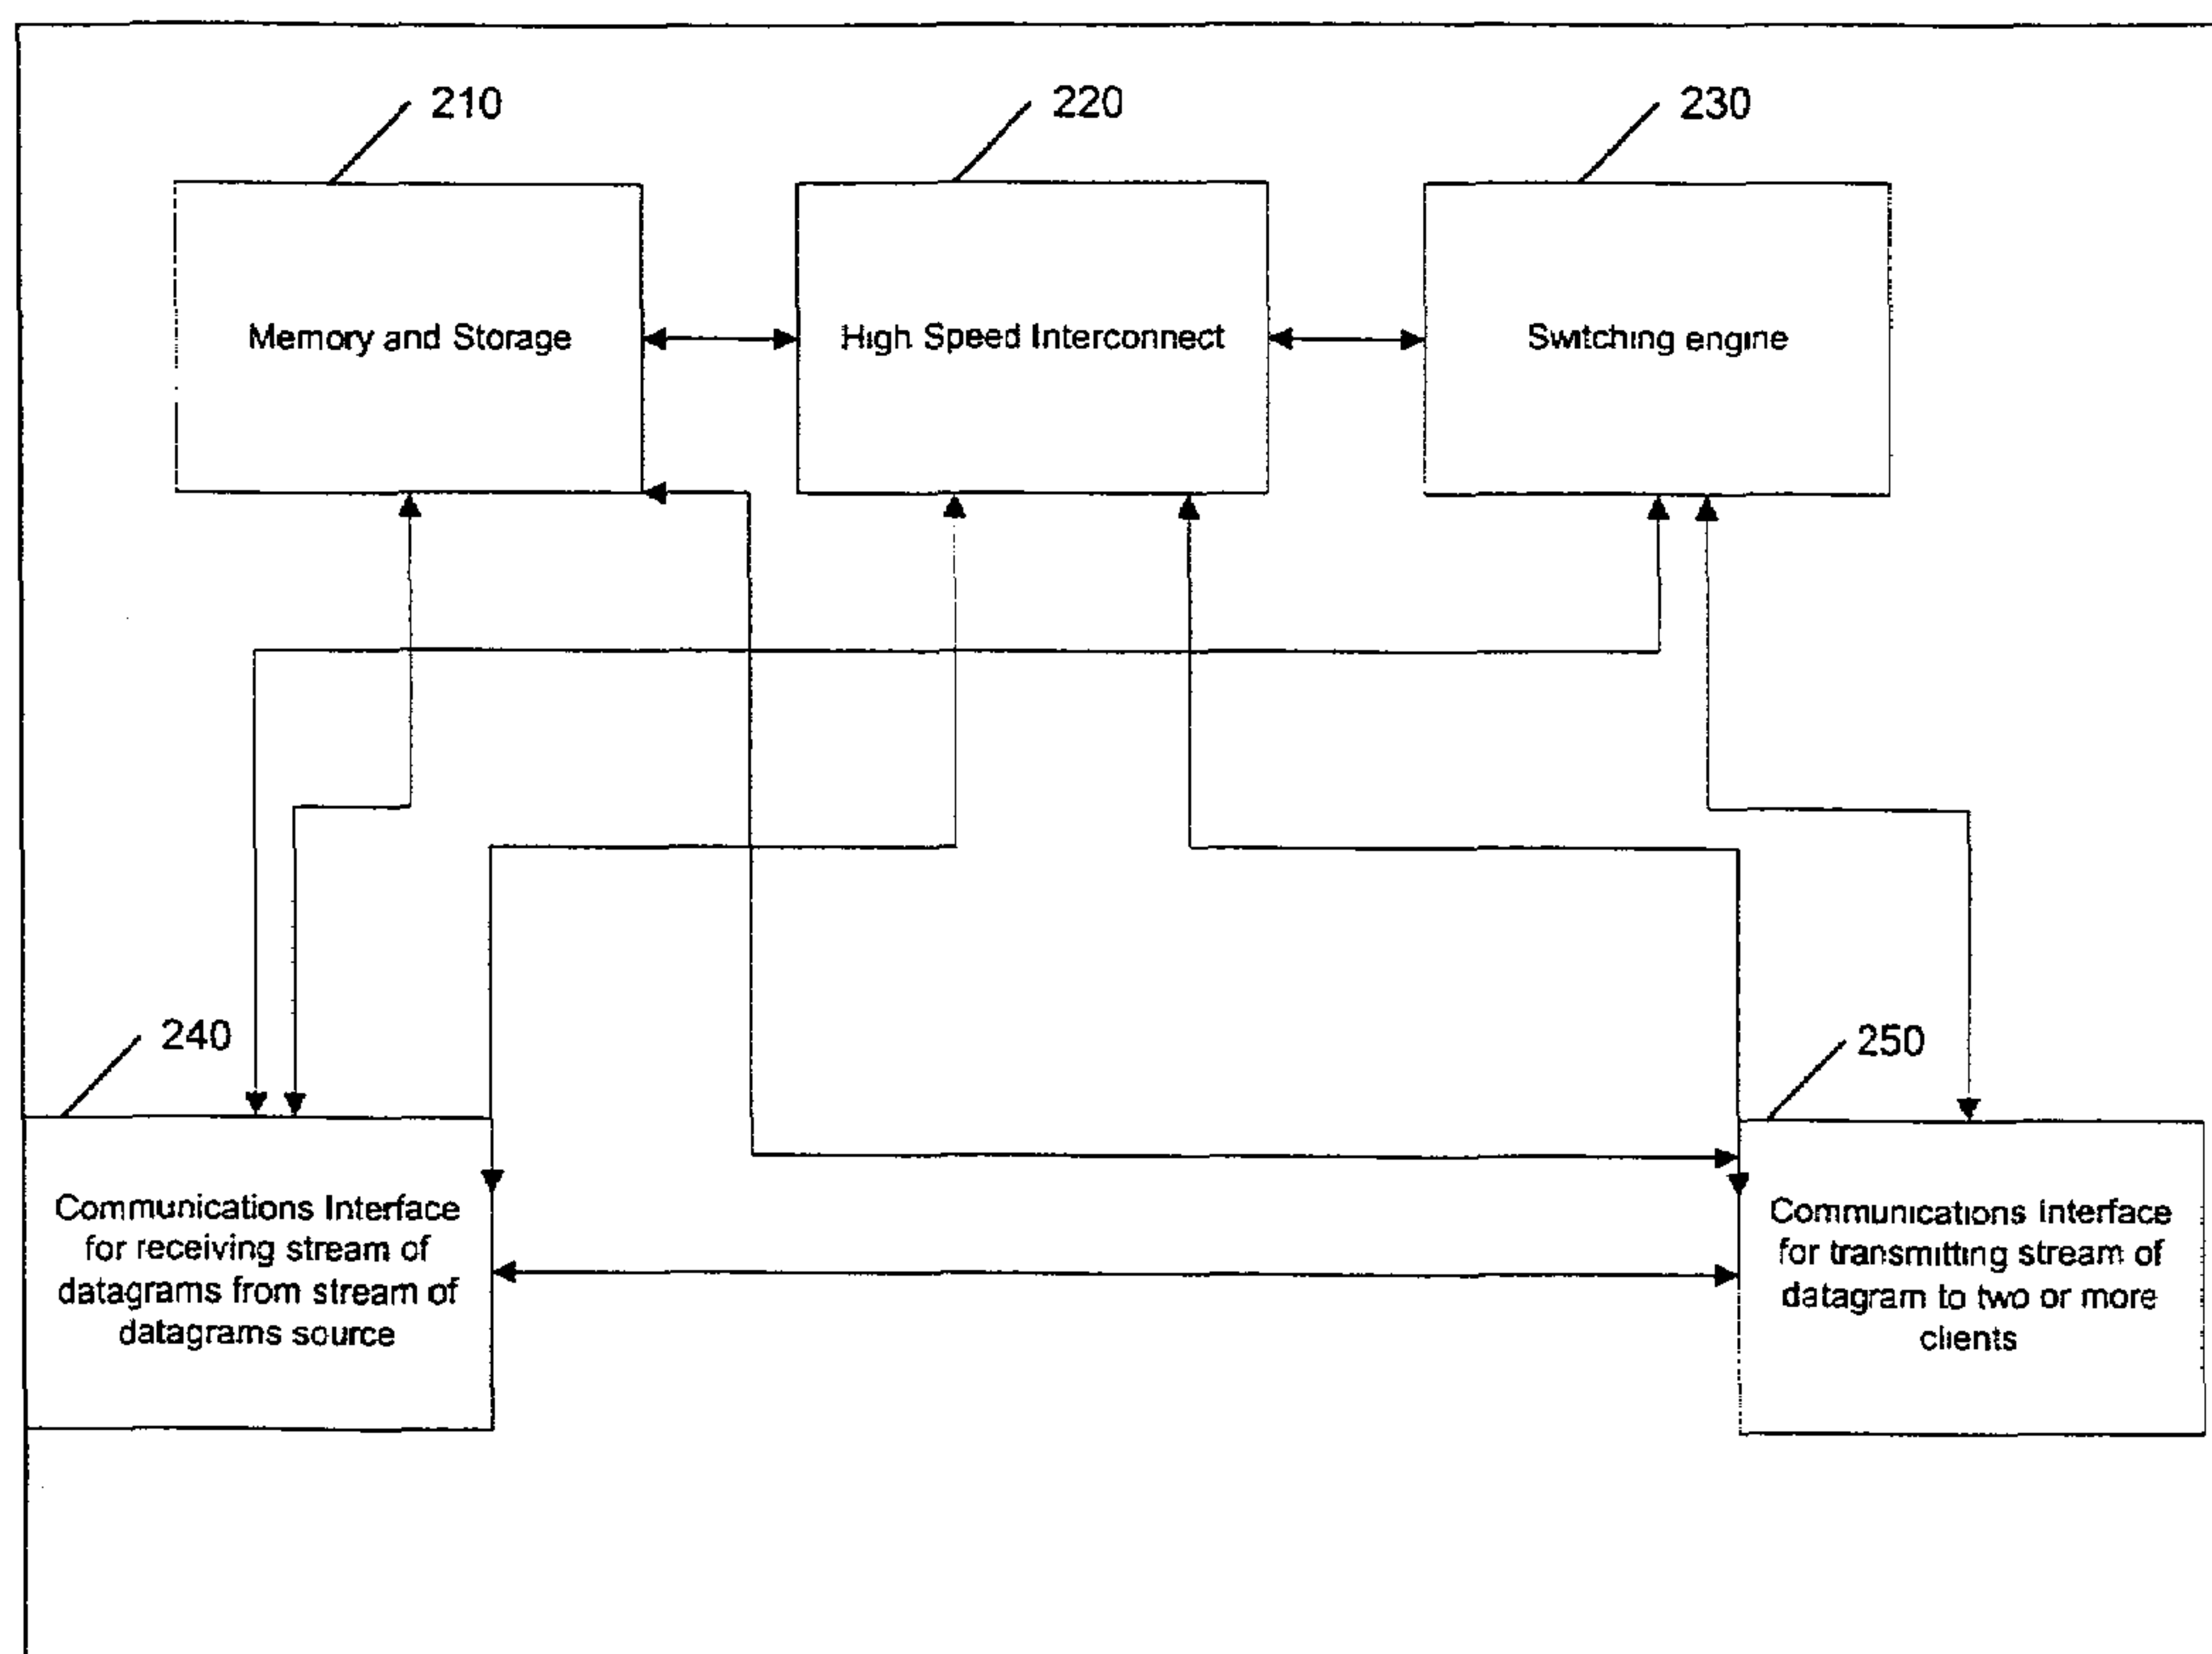 210
220
230
Memory and Storage
High Speed Interconnect
Switching engine
240
250
Communications Interface
for receiving stream of
datagrams from stream of
datagrams source
Communications Interface
for transmitting stream of
datagram to two or more
clients